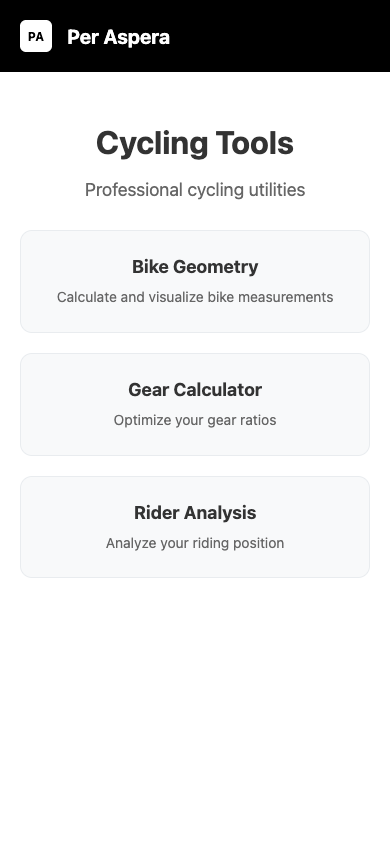 PA
Per Aspera
Cycling Tools
Professional cycling utilities
Bike Geometry
Calculate and visualize bike measurements
Gear Calculator
Optimize your gear ratios
Rider Analysis
Analyze your riding position